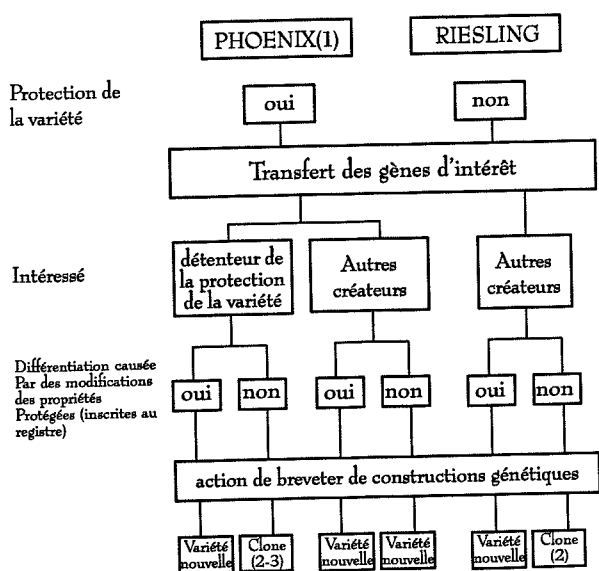 PHOENIX(1) RIESLING
Protection de
la variété
oui non
Transfert des gènes d'intérêt
Intéressé
détenteur de
la protection
de la variété
Autres
créateurs
Autres
créateurs
Différentiation causée
Par des modifications
des propriétés
Protégées (inscrites au
registre)
oui non oui non oui non
action de breveter de constructions génétiques
Variété
nouvelle
Clone
(2-3)
Variété
nouvelle
Variété
nouvelle
Variété
nouvelle
Clone
(2)